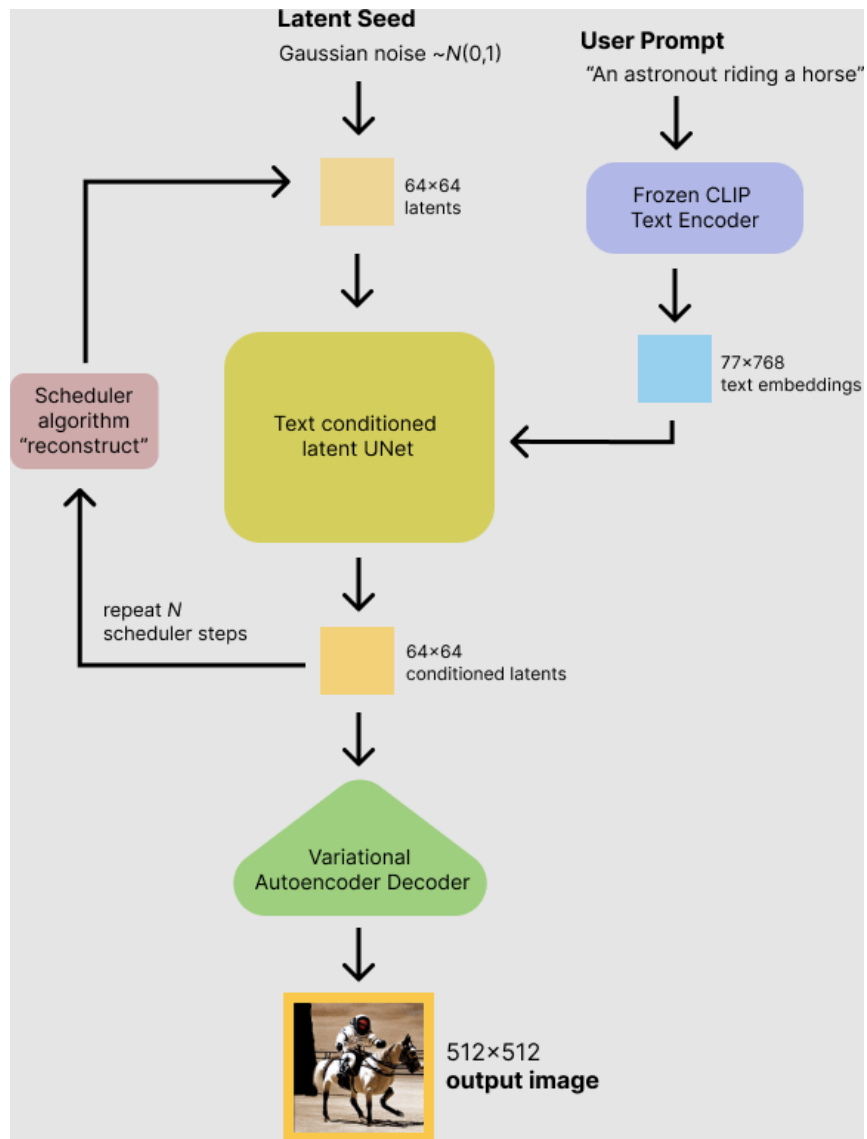 Latent Seed
Gaussian noise ~N(0,1)
User Prompt
“An astronout riding a horse”
64×64
latents
Frozen CLIP
Text Encoder
77×768
text embeddings
Scheduler
algorithm
“reconstruct”
Text conditioned
latent UNet
repeat N
scheduler steps
64×64
conditioned latents
Variational
Autoencoder Decoder
512×512
output image